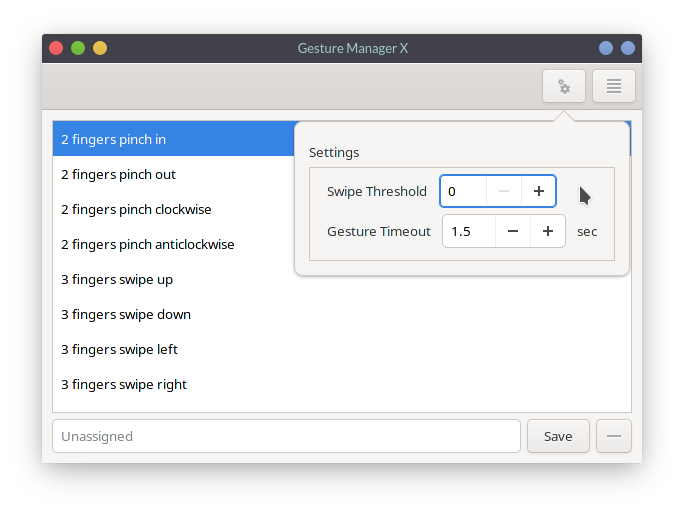 Gesture Manager X
Settings
Swipe Threshold 0 − +
Gesture Timeout 1.5 − + sec
2 fingers pinch in
2 fingers pinch out
2 fingers pinch clockwise
2 fingers pinch anticlockwise
3 fingers swipe up
3 fingers swipe down
3 fingers swipe left
3 fingers swipe right
Unassigned Save −